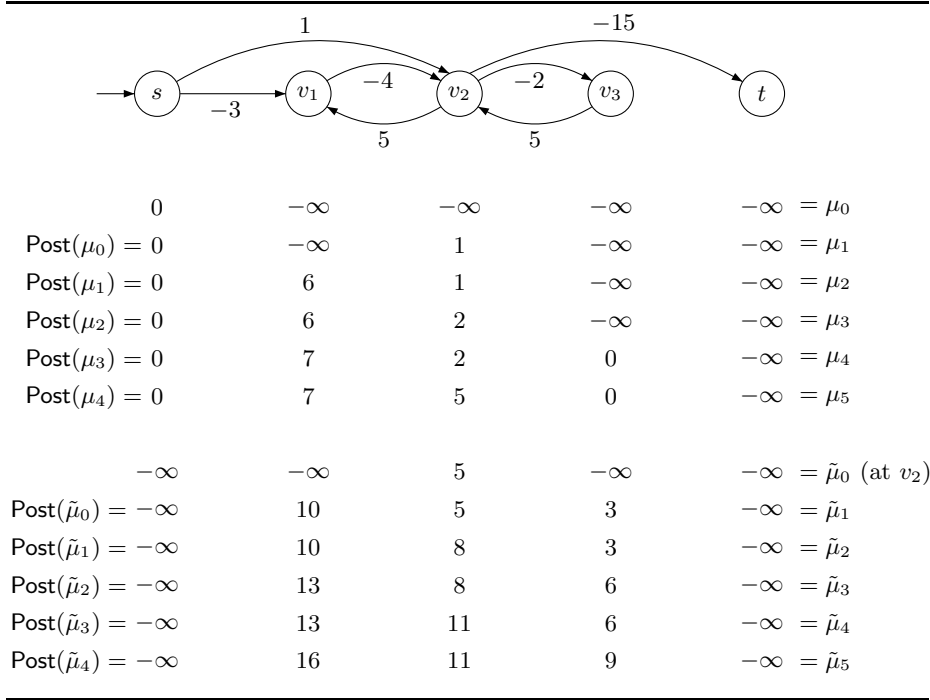 1
−15
s
v1
v2
v3
t
−4
−2
−3
5
5
0 −∞ −∞ −∞ −∞ = μ0
Post(μ0) = 0 −∞ 1 −∞ −∞ = μ1
Post(μ1) = 0 6 1 −∞ −∞ = μ2
Post(μ2) = 0 6 2 −∞ −∞ = μ3
Post(μ3) = 0 7 2 0 −∞ = μ4
Post(μ4) = 0 7 5 0 −∞ = μ5
−∞ −∞ 5 −∞ −∞ = μ̃0 (at v2)
Post(μ̃0) = −∞ 10 5 3 −∞ = μ̃1
Post(μ̃1) = −∞ 10 8 3 −∞ = μ̃2
Post(μ̃2) = −∞ 13 8 6 −∞ = μ̃3
Post(μ̃3) = −∞ 13 11 6 −∞ = μ̃4
Post(μ̃4) = −∞ 16 11 9 −∞ = μ̃5